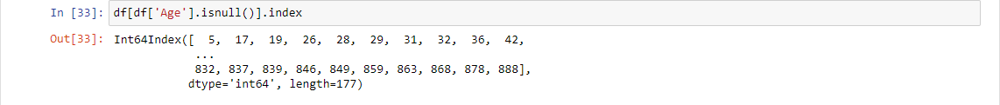 In [33]: df[df['Age'].isnull()].index
Out[33]: Int64Index([  5,  17,  19,  26,  28,  29,  31,  32,  36,  42,
...
832, 837, 839, 846, 849, 859, 863, 868, 878, 888],
dtype='int64', length=177)